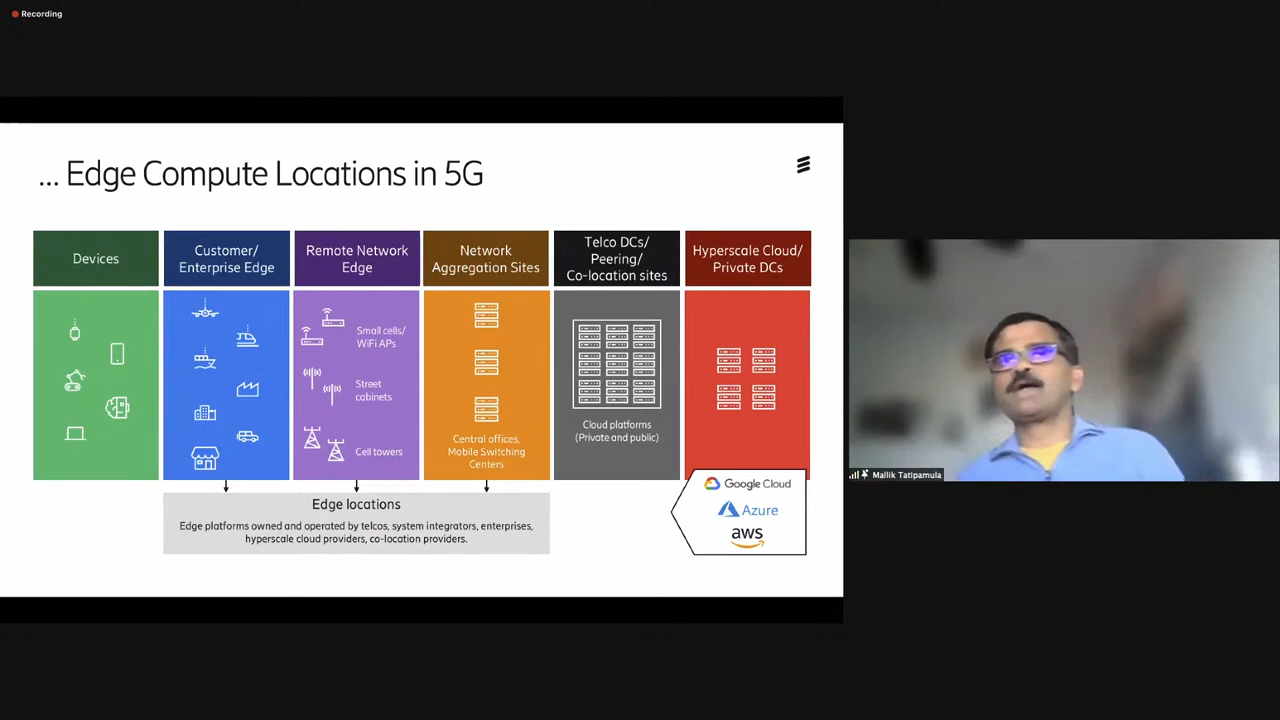 Recording
... Edge Compute Locations in 5G
Devices
Customer/
Enterprise Edge
Remote Network
Edge
Network
Aggregation Sites
Telco DCs/
Peering/
Co-location sites
Hyperscale Cloud/
Private DCs
Small cells/
WiFi APs
Street
cabinets
Cell towers
Central offices,
Mobile Switching
Centers
Cloud platforms
(Private and public)
Edge locations
Edge platforms owned and operated by telcos, system integrators, enterprises,
hyperscale cloud providers, co-location providers.
Google Cloud
Azure
aws
Mallik Tatipamula